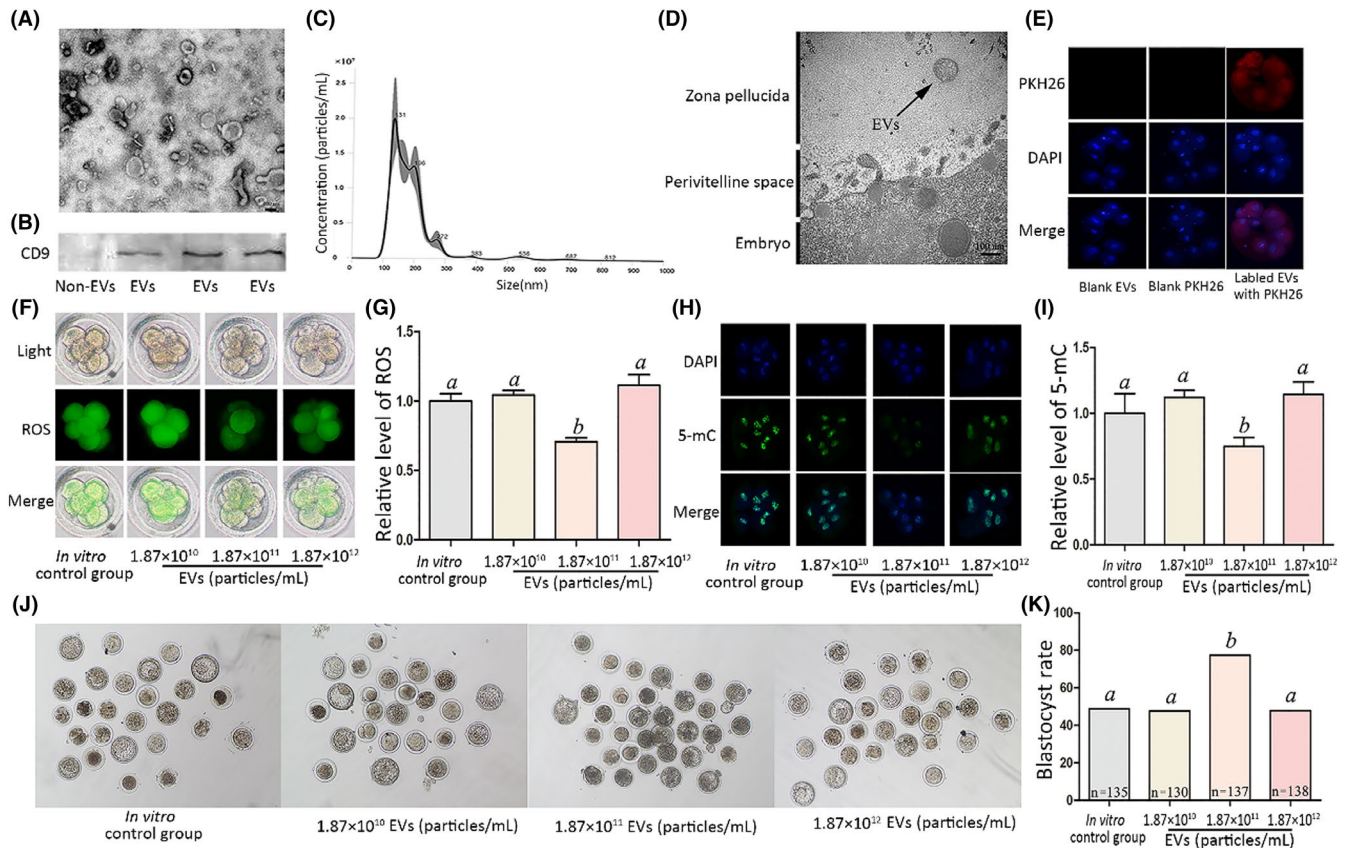 (A)
(B)
CD9
Non-EVs EVs EVs EVs
(C)
×10⁷
Concentration (particles/mL)
2.5
2.0
1.5
1.0
0.5
0
131
196
272
383
536
682
812
0 100 200 300 400 500 600 700 800 900 1000
Size(nm)
(D)
Zona pellucida
EVs
Perivitelline space
Embryo
100 nm
(E)
PKH26
DAPI
Merge
Blank EVs Blank PKH26 Labled EVs
with PKH26
(F)
Light
ROS
Merge
In vitro
control group
1.87×10¹⁰ 1.87×10¹¹ 1.87×10¹²
EVs (particles/mL)
(G)
Relative level of ROS
1.5
1.0
0.5
0.0
a a b a
In vitro
control group
1.87×10¹⁰ 1.87×10¹¹ 1.87×10¹²
EVs (particles/mL)
(H)
DAPI
5-mC
Merge
In vitro
control group
1.87×10¹⁰ 1.87×10¹¹ 1.87×10¹²
EVs (particles/mL)
(I)
Relative level of 5-mC
1.5
1.0
0.5
0.0
a a b a
In vitro
control group
1.87×10¹⁰ 1.87×10¹¹ 1.87×10¹²
EVs (particles/mL)
(J)
In vitro
control group
1.87×10¹⁰ EVs (particles/mL)
1.87×10¹¹ EVs (particles/mL)
1.87×10¹² EVs (particles/mL)
(K)
Blastocyst rate
100
80
60
40
20
0
a a b a
n=135 n=130 n=137 n=138
In vitro
control group
1.87×10¹⁰ 1.87×10¹¹ 1.87×10¹²
EVs (particles/mL)